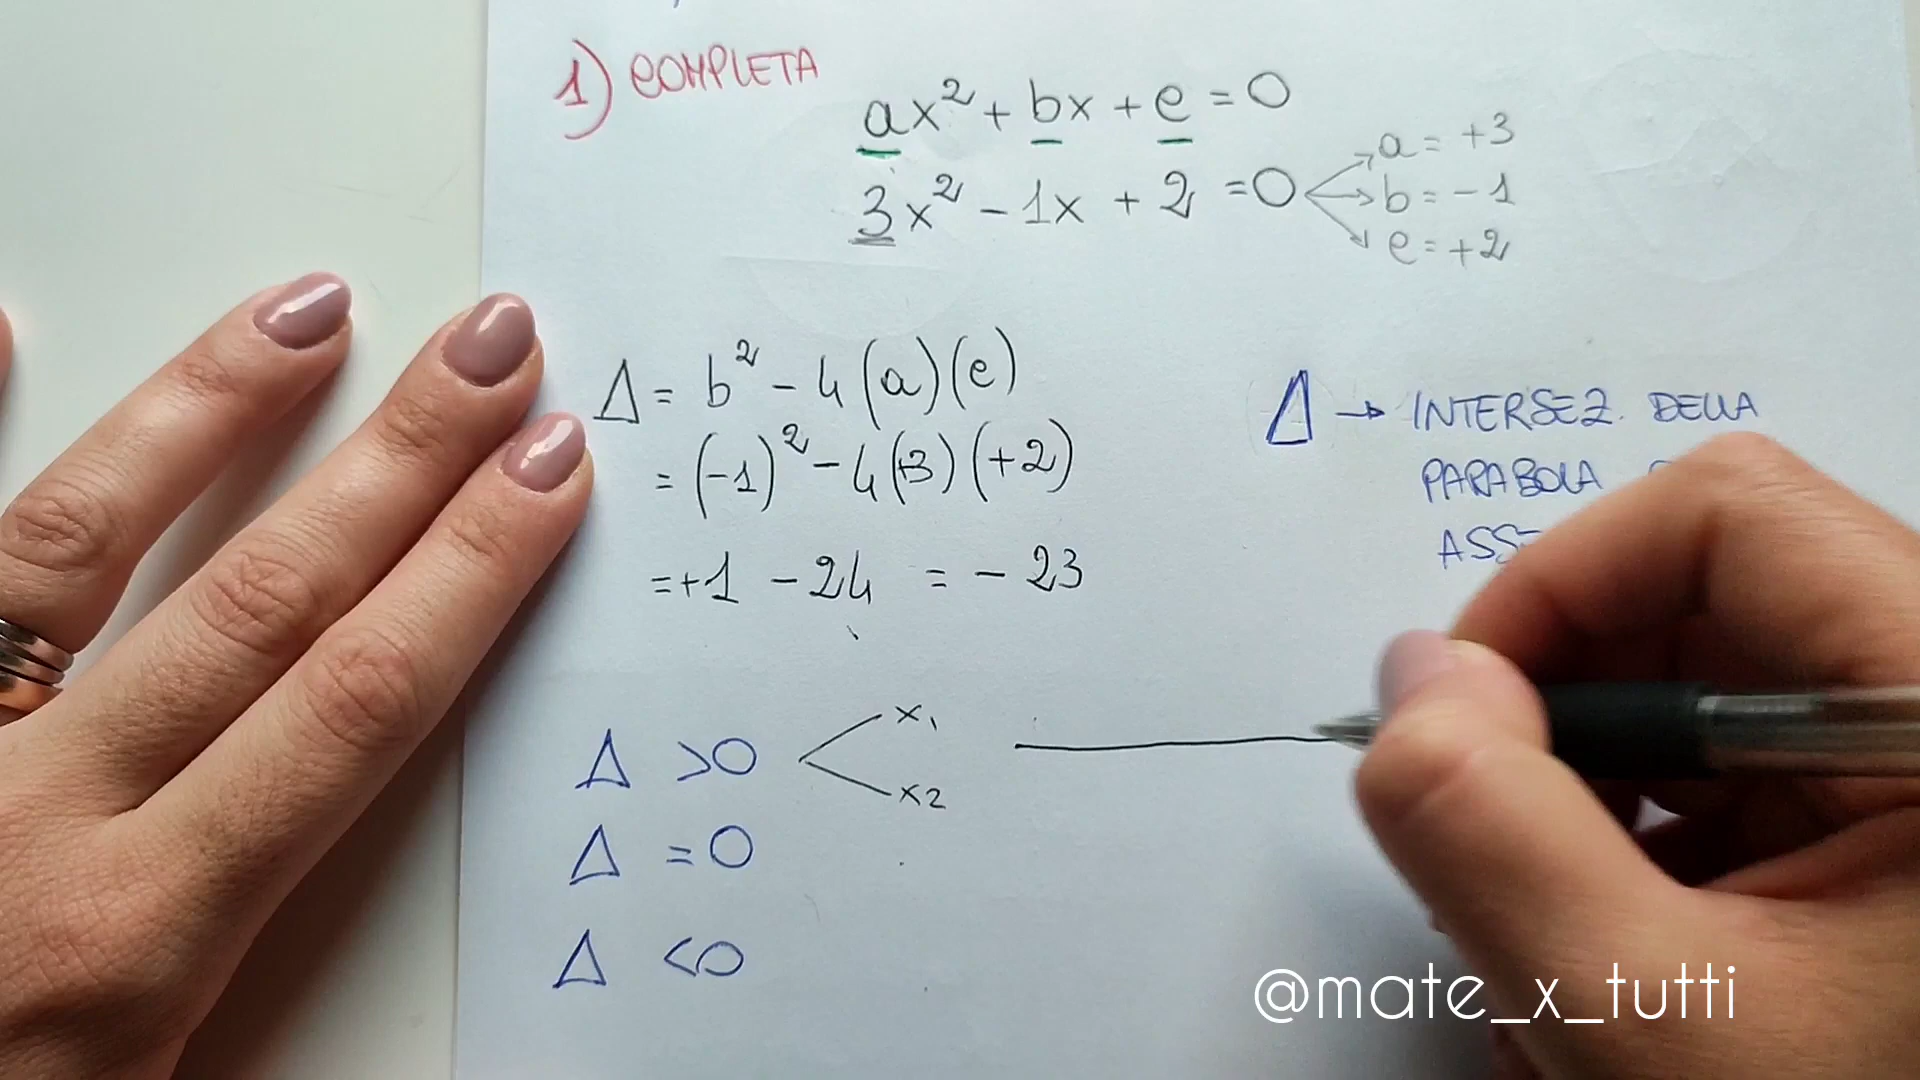 1) COMPLETA
ax² + bx + c = 0
3x² - 1x + 2 = 0
a = +3
b = -1
c = +2
Δ = b² - 4(a)(c)
= (-1)² - 4(+3)(+2)
= +1 - 24 = - 23
Δ → INTERSEZ. DELLA
PARABOLA
Δ >0
x₁
x2
Δ = 0
Δ <0
@mate_x_tutti